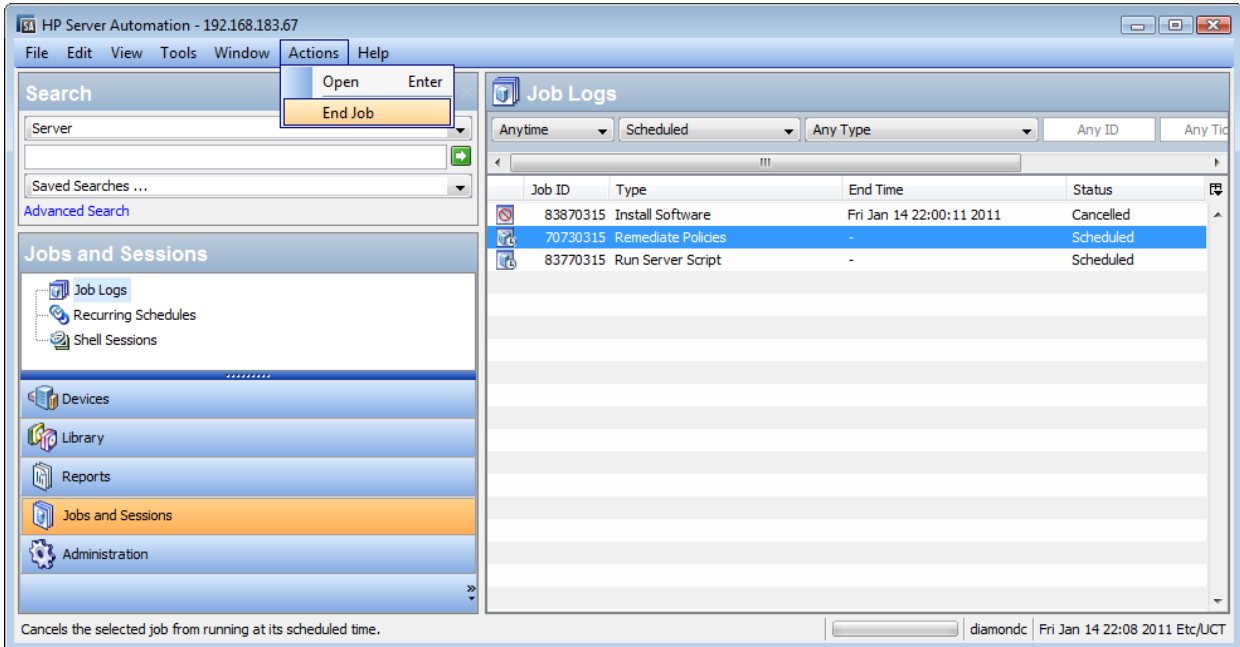 HP Server Automation - 192.168.183.67
File Edit View Tools Window Actions Help
Open Enter
End Job
Search
Server
Saved Searches ...
Advanced Search
Jobs and Sessions
Job Logs
Recurring Schedules
Shell Sessions
Devices
Library
Reports
Jobs and Sessions
Administration
Job Logs
Anytime Scheduled Any Type Any ID Any Tic
Job ID Type End Time Status
83870315 Install Software Fri Jan 14 22:00:11 2011 Cancelled
70730315 Remediate Policies - Scheduled
83770315 Run Server Script - Scheduled
Cancels the selected job from running at its scheduled time.
diamondc Fri Jan 14 22:08 2011 Etc/UCT